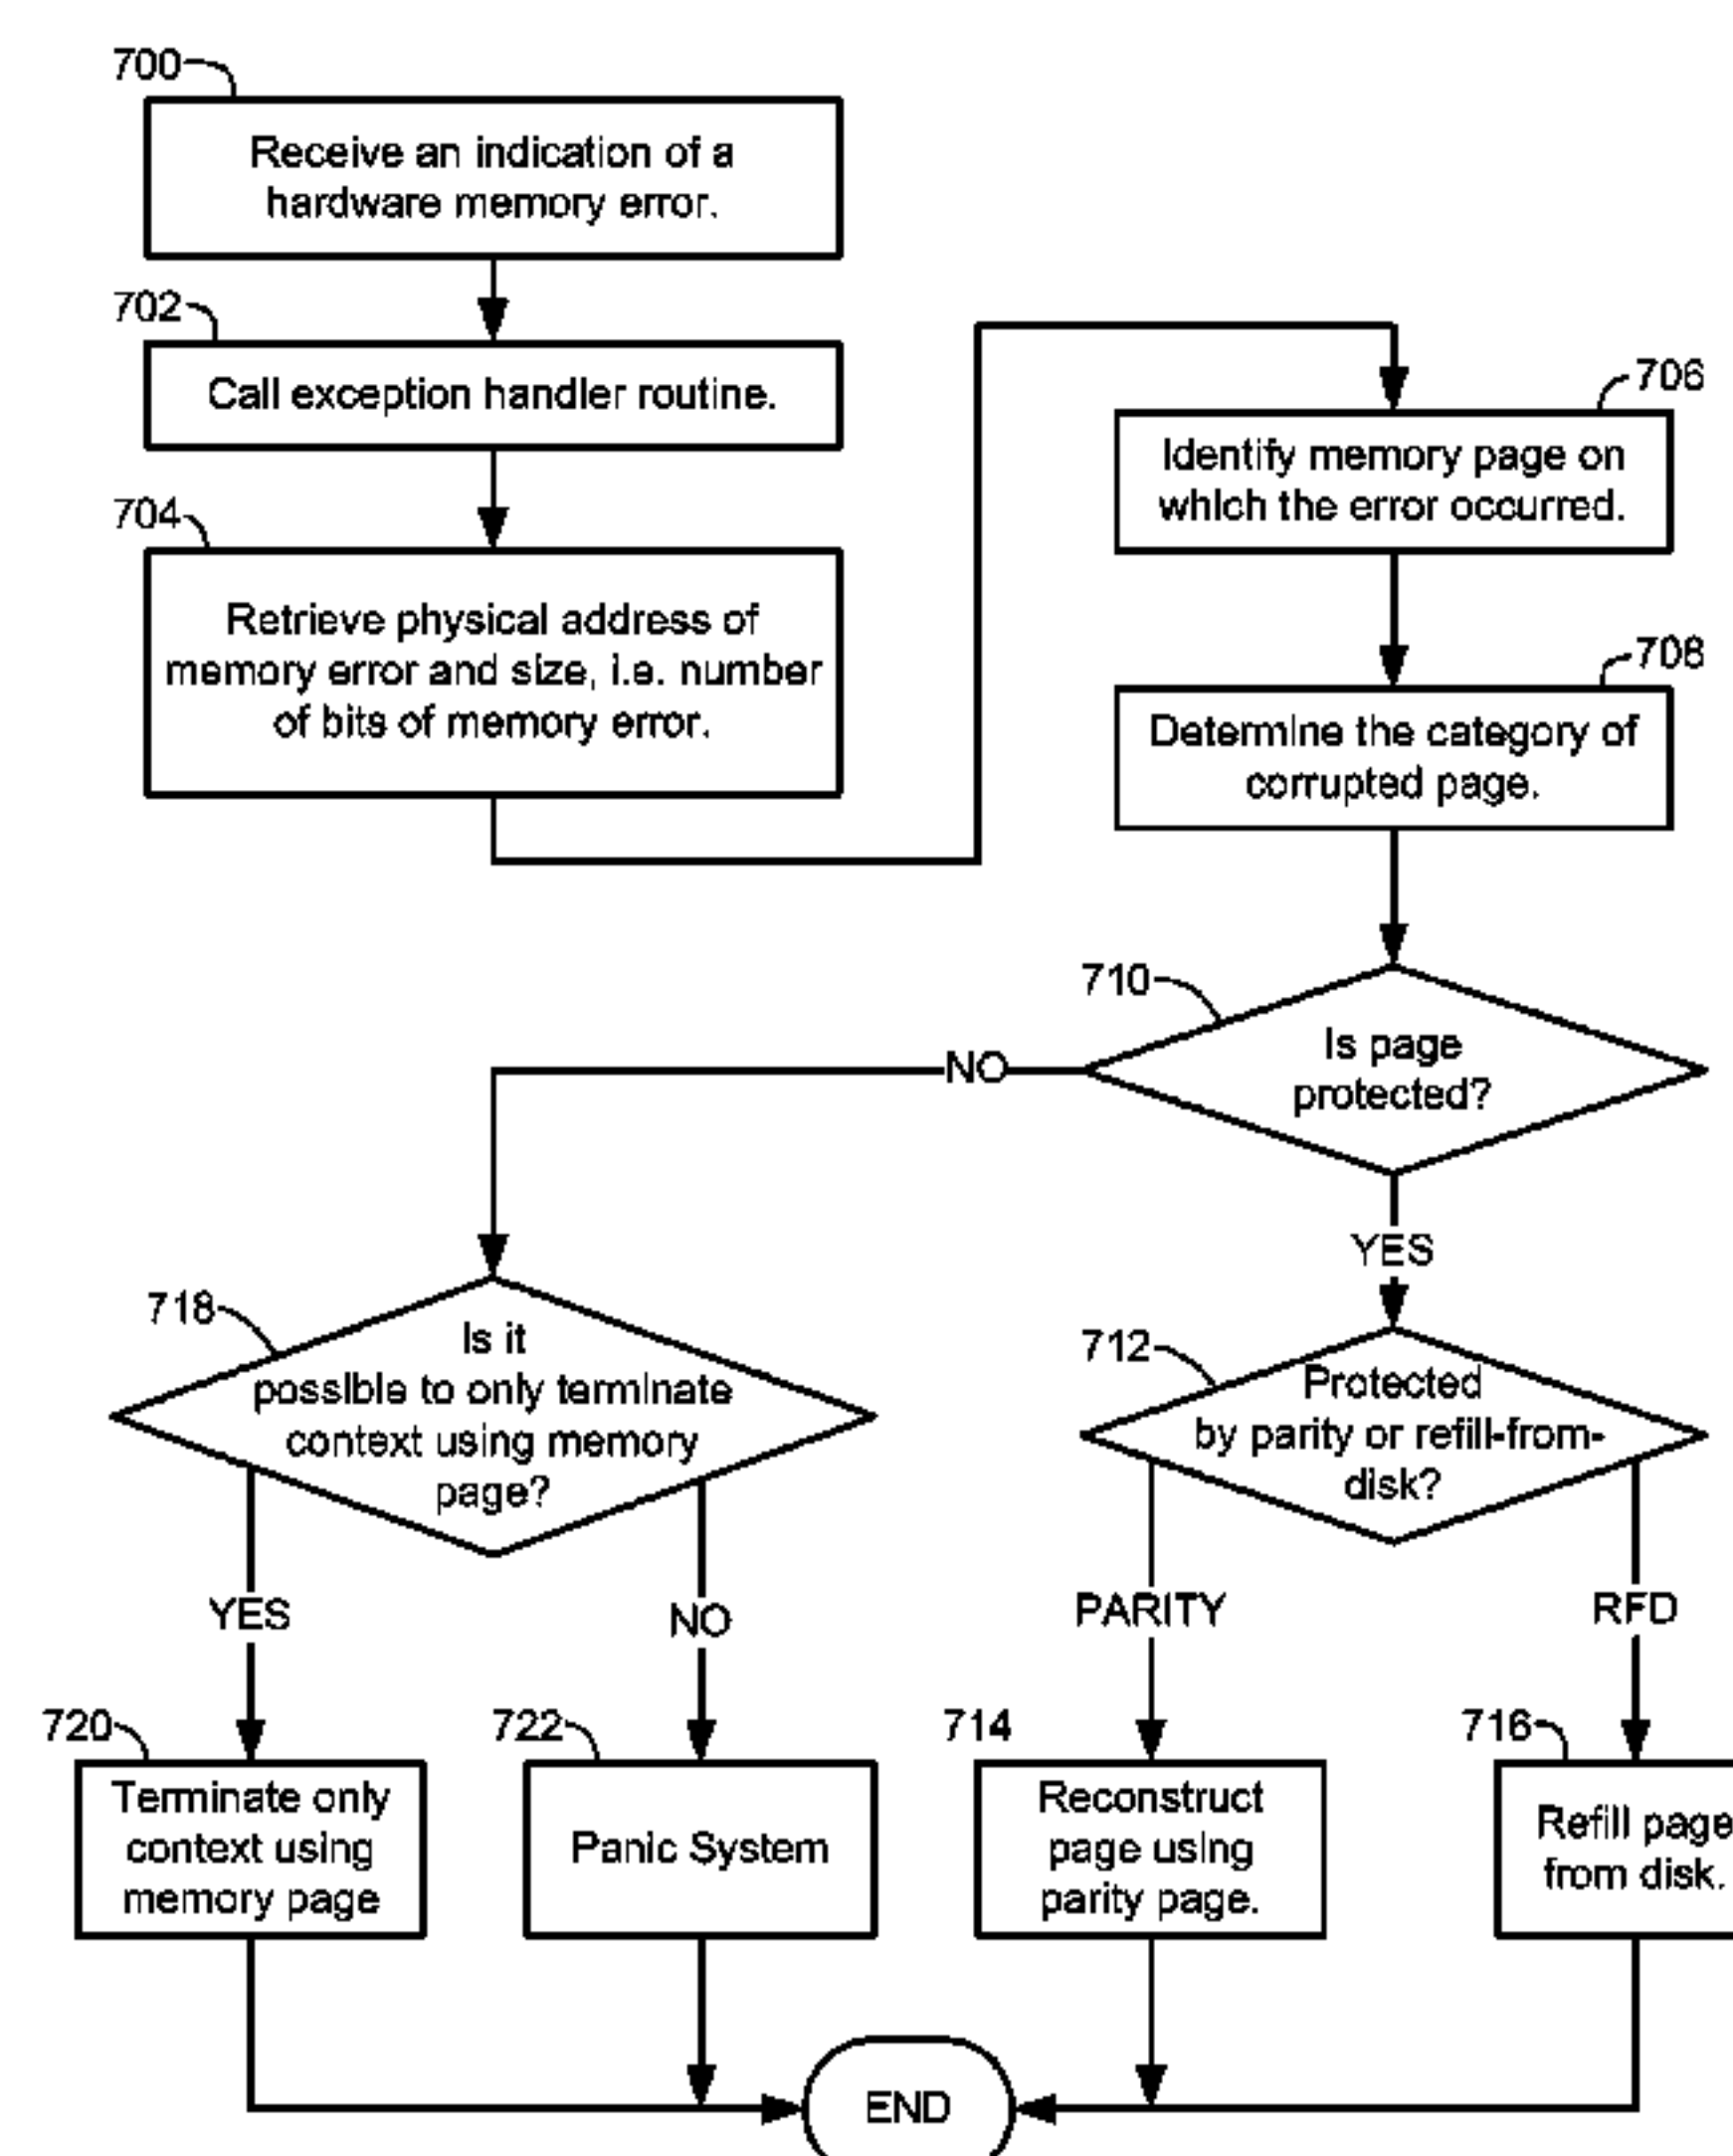 700
Receive an indication of a
hardware memory error.
702
Call exception handler routine.
704
Retrieve physical address of
memory error and size, i.e. number
of bits of memory error.
706
Identify memory page on
which the error occurred.
708
Determine the category of
corrupted page.
710
Is page
protected?
NO
YES
718
Is it
possible to only terminate
context using memory
page?
712
Protected
by parity or refill-from-
disk?
YES
NO
PARITY
RFD
720
Terminate only
context using
memory page
722
Panic System
714
Reconstruct
page using
parity page.
716
Refill page
from disk.
END